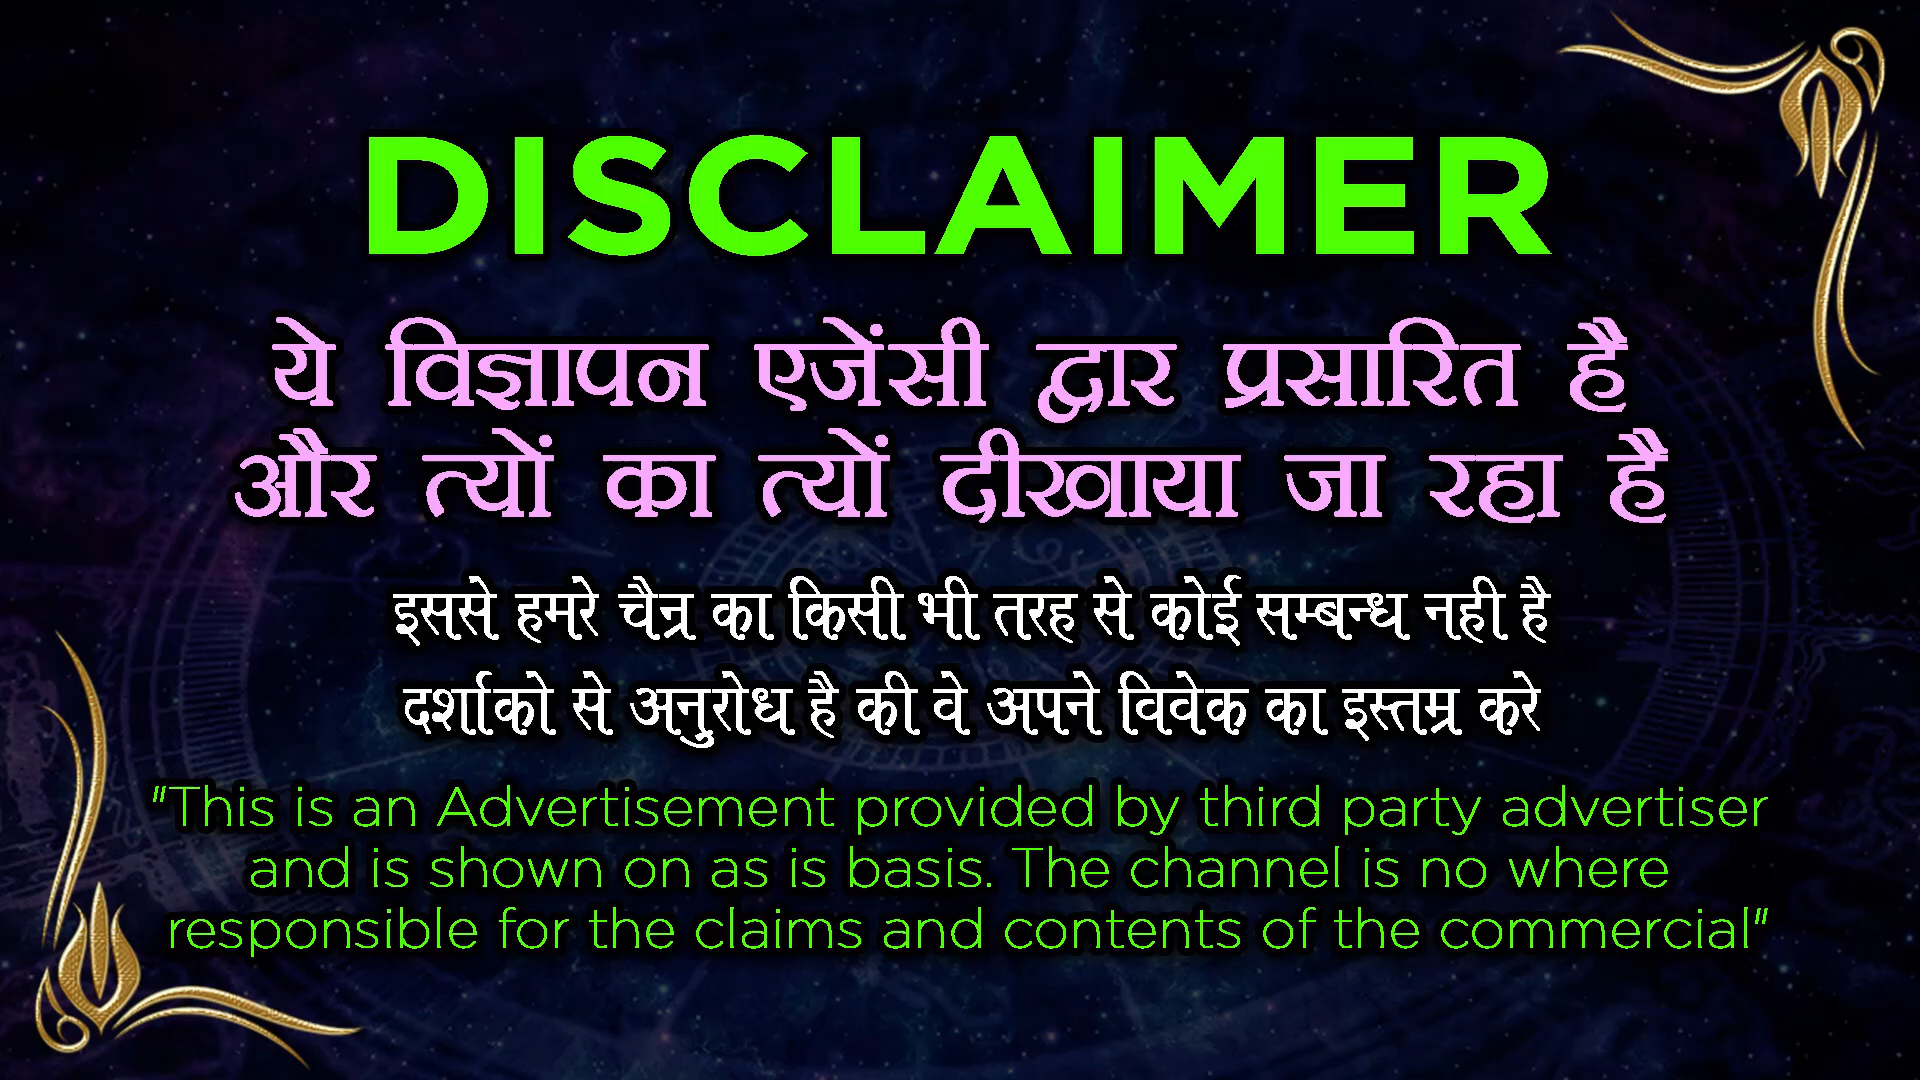 DISCLAIMER
ये विज्ञापन एजेंसी द्वार प्रसारित है
और त्यों का त्यों दीखाया जा रहा है
इससे हमरे चैन्र का किसी भी तरह से कोई सम्बन्ध नही है
दर्शाको से अनुरोध है की वे अपने विवेक का इस्तम्र करे
"This is an Advertisement provided by third party advertiser
and is shown on as is basis. The channel is no where
responsible for the claims and contents of the commercial"